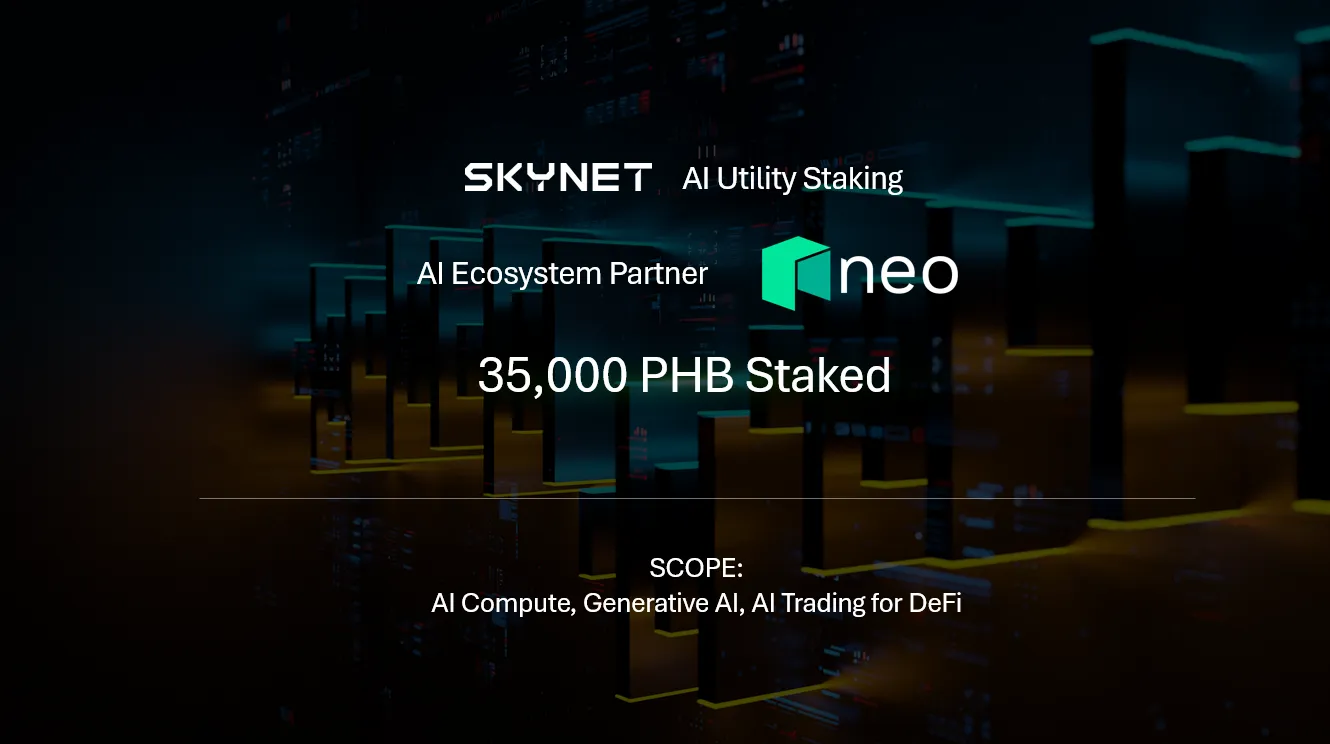 SKYNET AI Utility Staking
AI Ecosystem Partner neo
35,000 PHB Staked
SCOPE:
AI Compute, Generative AI, AI Trading for DeFi